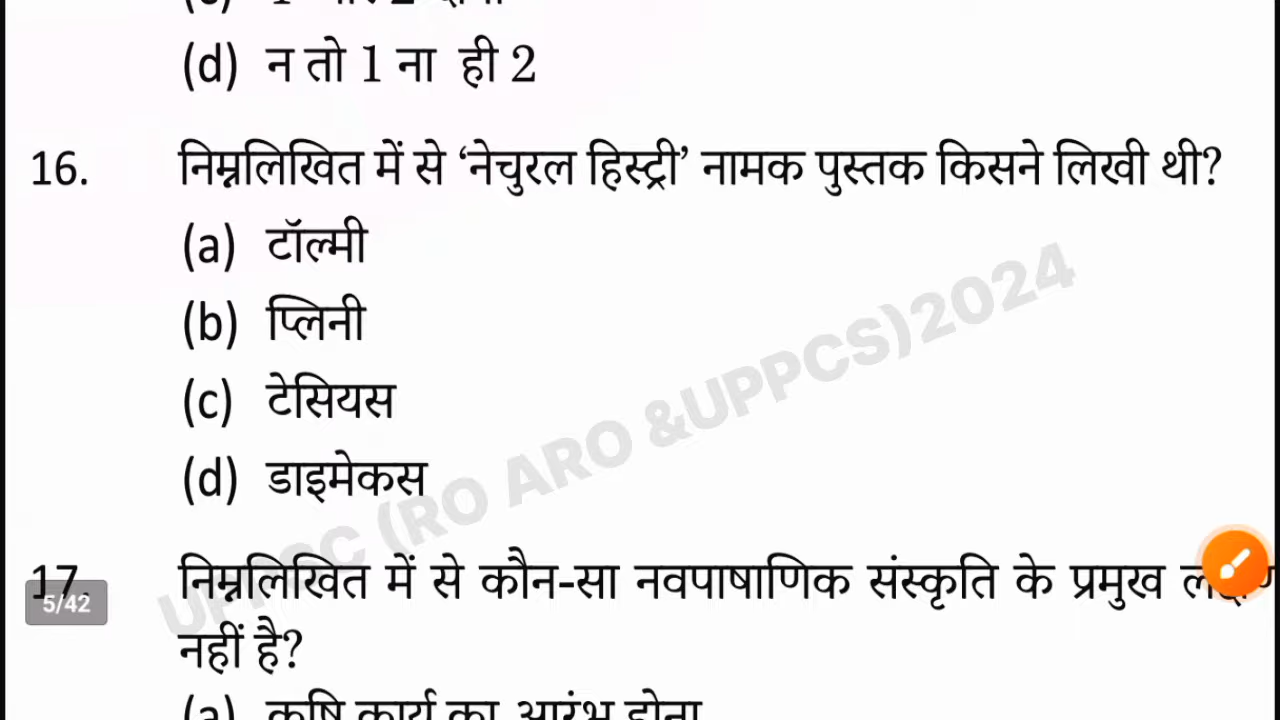 (d) न तो 1 ना ही 2
16. निम्नलिखित में से ‘नेचुरल हिस्ट्री’ नामक पुस्तक किसने लिखी थी?
(a) टॉल्मी
(b) प्लिनी
(c) टेसियस
(d) डाइमेकस
UPPSC (RO ARO &UPPCS)2024
17. निम्नलिखित में से कौन-सा नवपाषाणिक संस्कृति के प्रमुख
5/42
नहीं है?
(a) कृषि कार्य का आरंभ होना